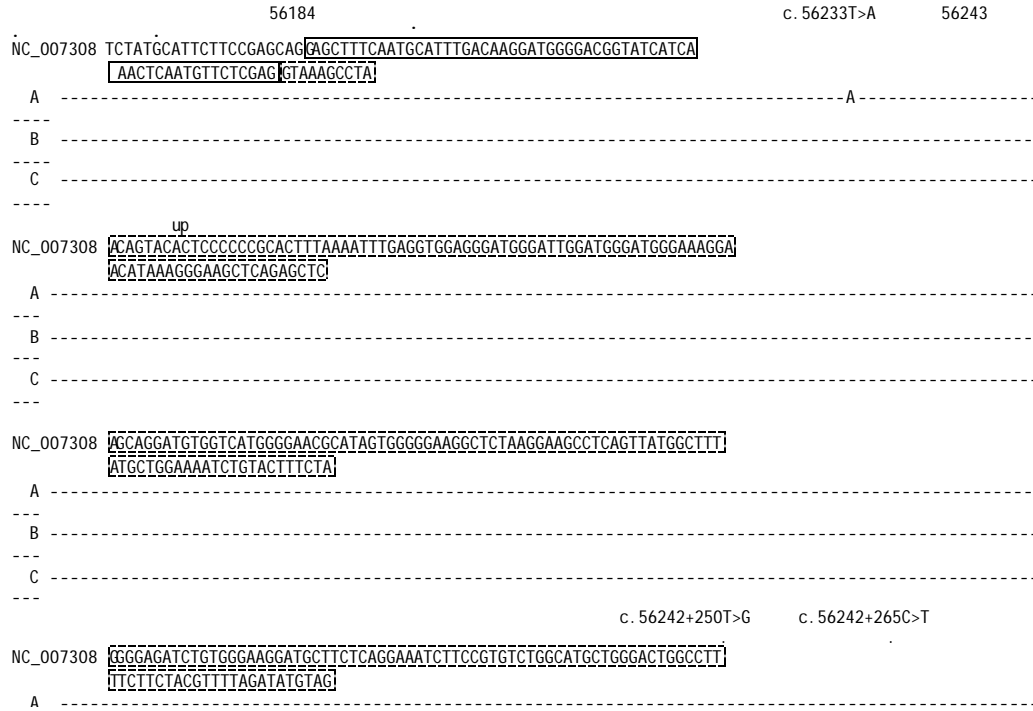 56184 c.56233T>A 56243
NC_007308 TCTATGCATTCTTCCGAGCAGGAGCTTTCAATGCATTTGACAAGGATGGGGACGGTATCATCA
AACTCAATGTTCTCGAGGTAAAGCCTA
A ------------------------------------------------------------------------------A-----------------
----
B ------------------------------------------------------------------------------------------------
----
C ------------------------------------------------------------------------------------------------
----
up
NC_007308 ACAGTACACTCCCCCCGCACTTTAAAATTTGAGGTGGAGGGATGGGATTGGATGGGATGGGAAAGGA
ACATAAAGGGAAGCTCAGAGCTC
A -------------------------------------------------------------------------------------------------
---
B -------------------------------------------------------------------------------------------------
---
C -------------------------------------------------------------------------------------------------
---
NC_007308 AGCAGGATGTGGTCATGGGGAACGCATAGTGGGGGAAGGCTCTAAGGAAGCCTCAGTTATGGCTTT
ATGCTGGAAAATCTGTACTTTCTA
A -------------------------------------------------------------------------------------------------
---
B -------------------------------------------------------------------------------------------------
---
C -------------------------------------------------------------------------------------------------
---
c.56242+250T>G c.56242+265C>T
NC_007308 GGGGAGATCTGTGGGAAGGATGCTTCTCAGGAAATCTTCCGTGTCTGGCATGCTGGGACTGGCCTT
TTCTTCTACGTTTTAGATATGTAG
A ------------------------------------------------------------------------------------------------